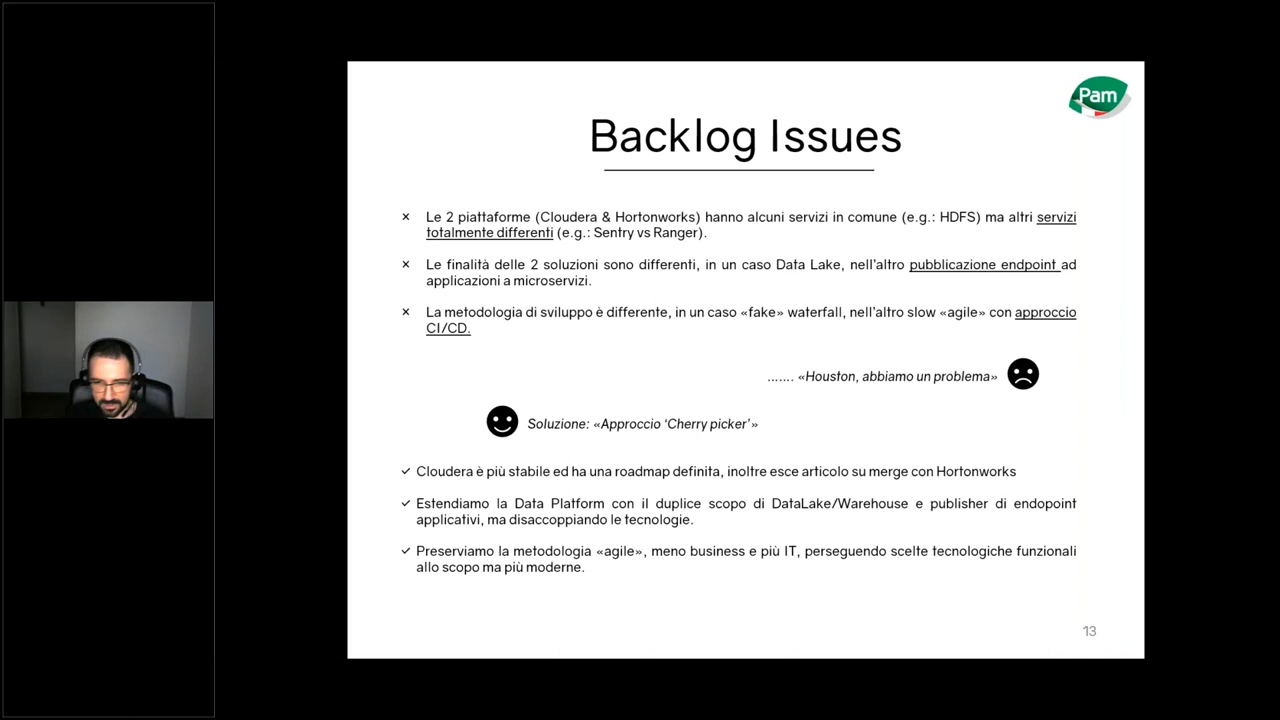 Pam
Backlog Issues
× Le 2 piattaforme (Cloudera & Hortonworks) hanno alcuni servizi in comune (e.g.: HDFS) ma altri servizi
totalmente differenti (e.g.: Sentry vs Ranger).
× Le finalità delle 2 soluzioni sono differenti, in un caso Data Lake, nell'altro pubblicazione endpoint ad
applicazioni a microservizi.
× La metodologia di sviluppo è differente, in un caso «fake» waterfall, nell'altro slow «agile» con approccio
CI/CD.
....... «Houston, abbiamo un problema»
Soluzione: «Approccio 'Cherry picker'»
✓ Cloudera è più stabile ed ha una roadmap definita, inoltre esce articolo su merge con Hortonworks
✓ Estendiamo la Data Platform con il duplice scopo di DataLake/Warehouse e publisher di endopoint
applicativi, ma disaccoppiando le tecnologie.
✓ Preserviamo la metodologia «agile», meno business e più IT, perseguendo scelte tecnologiche funzionali
allo scopo ma più moderne.
13